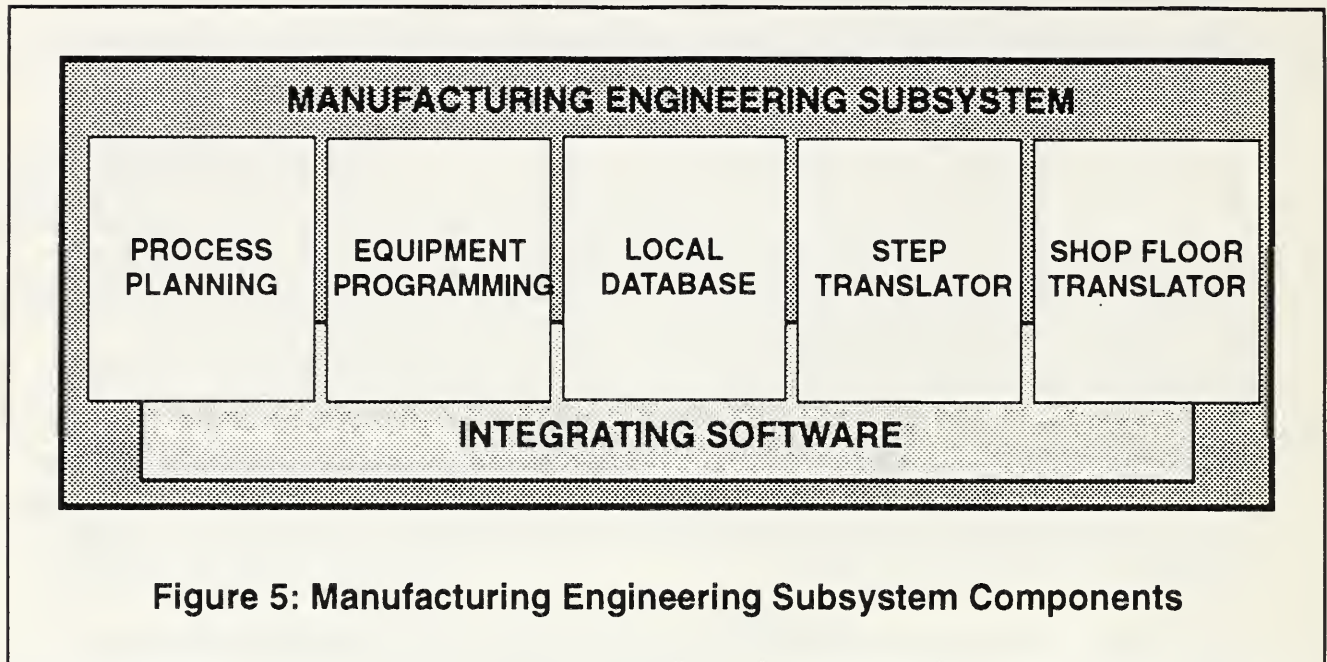 MANUFACTURING ENGINEERING SUBSYSTEM
PROCESS
PLANNING
EQUIPMENT
PROGRAMMING
LOCAL
DATABASE
STEP
TRANSLATOR
SHOP FLOOR
TRANSLATOR
INTEGRATING SOFTWARE
Figure 5: Manufacturing Engineering Subsystem Components